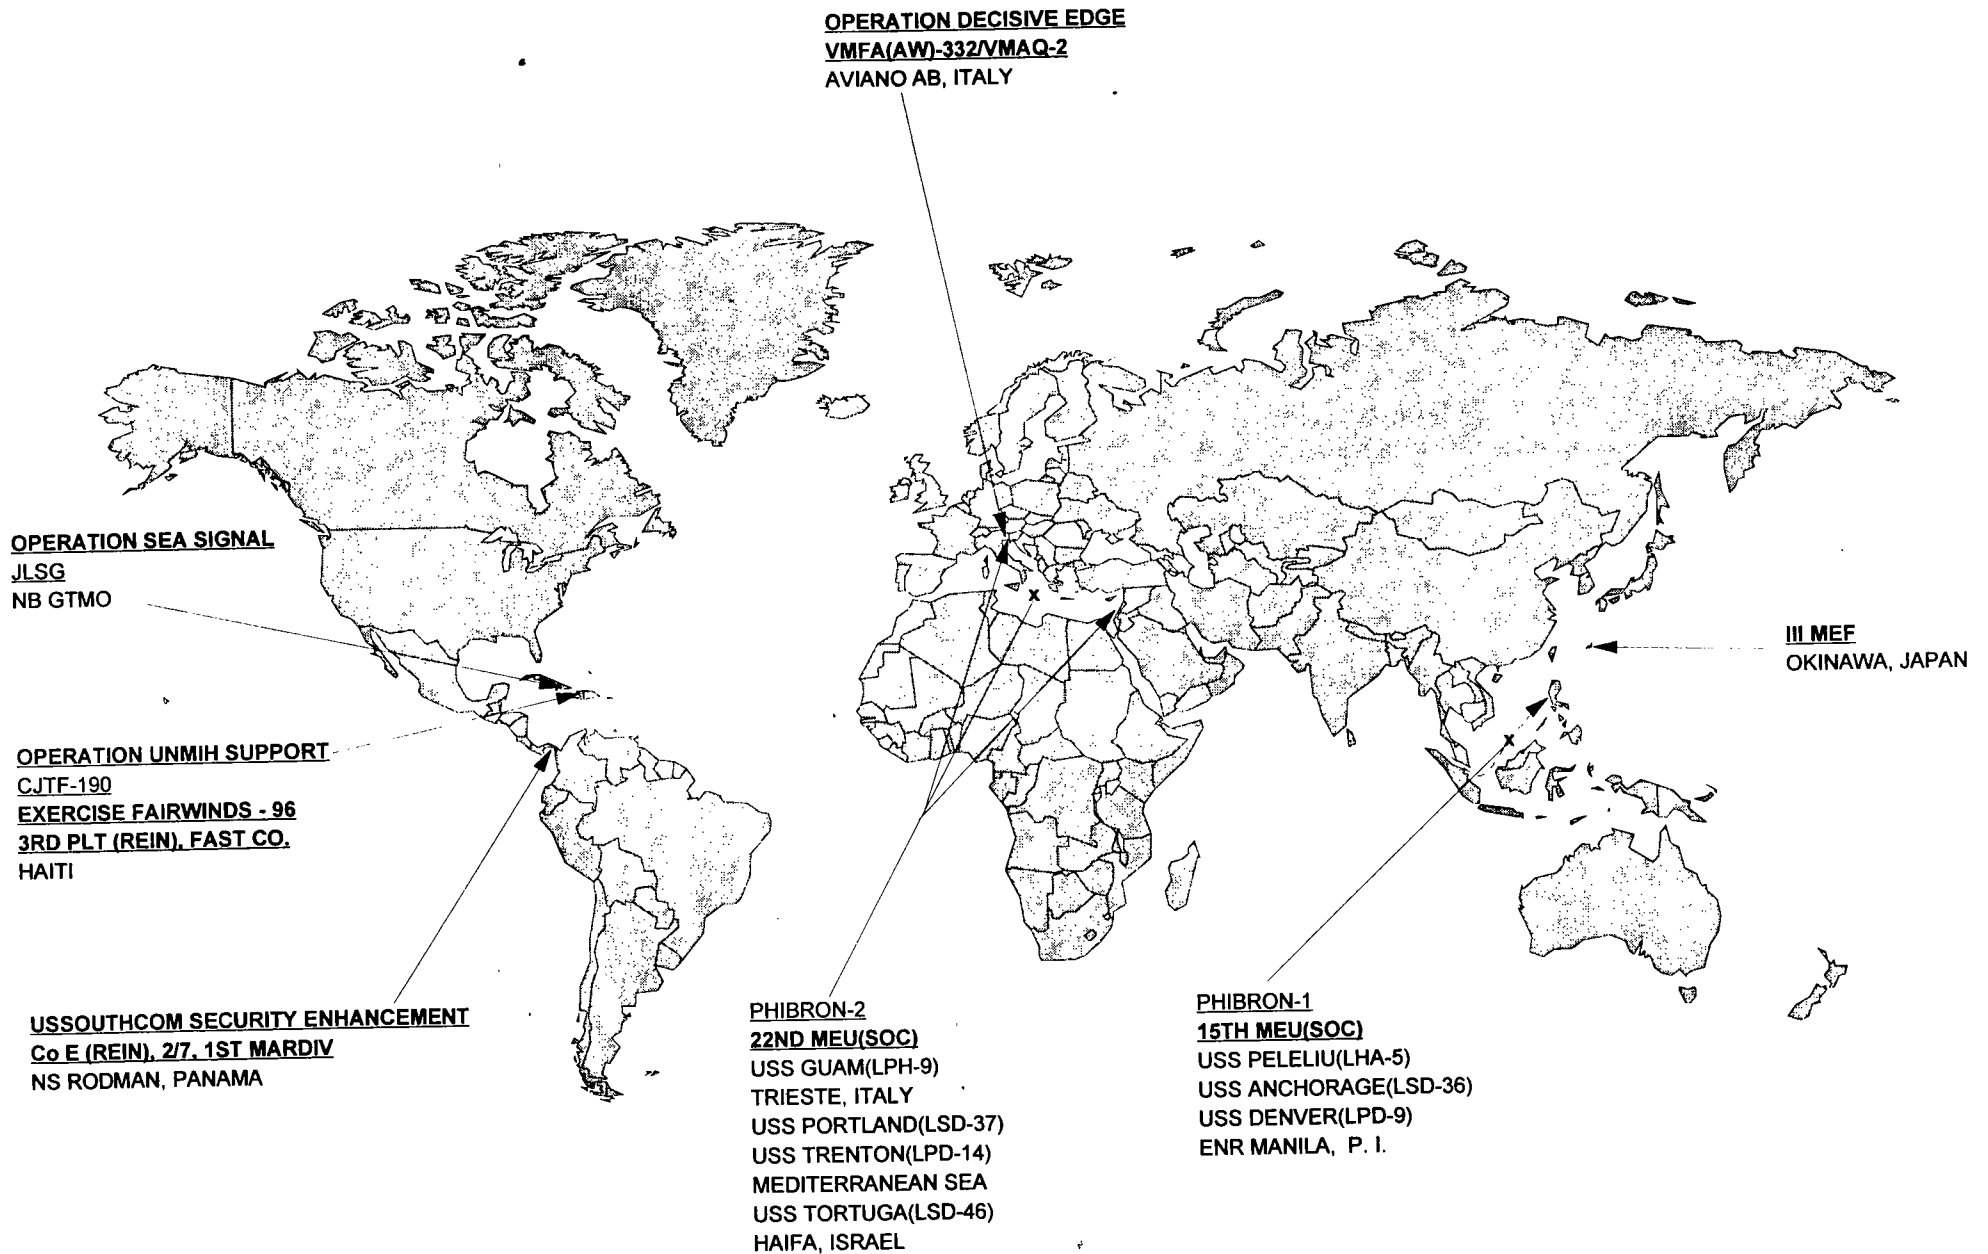 OPERATION DECISIVE EDGE
VMFA(AW)-332/VMAQ-2
AVIANO AB, ITALY
OPERATION SEA SIGNAL
JLSG
NB GTMO
III MEF
OKINAWA, JAPAN
OPERATION UNMIH SUPPORT
CJTF-190
EXERCISE FAIRWINDS - 96
3RD PLT (REIN), FAST CO.
HAITI
USSOUTHCOM SECURITY ENHANCEMENT
Co E (REIN), 2/7, 1ST MARDIV
NS RODMAN, PANAMA
PHIBRON-2
22ND MEU(SOC)
USS GUAM(LPH-9)
TRIESTE, ITALY
USS PORTLAND(LSD-37)
USS TRENTON(LPD-14)
MEDITERRANEAN SEA
USS TORTUGA(LSD-46)
HAIFA, ISRAEL
PHIBRON-1
15TH MEU(SOC)
USS PELELIU(LHA-5)
USS ANCHORAGE(LSD-36)
USS DENVER(LPD-9)
ENR MANILA, P. I.
x
x